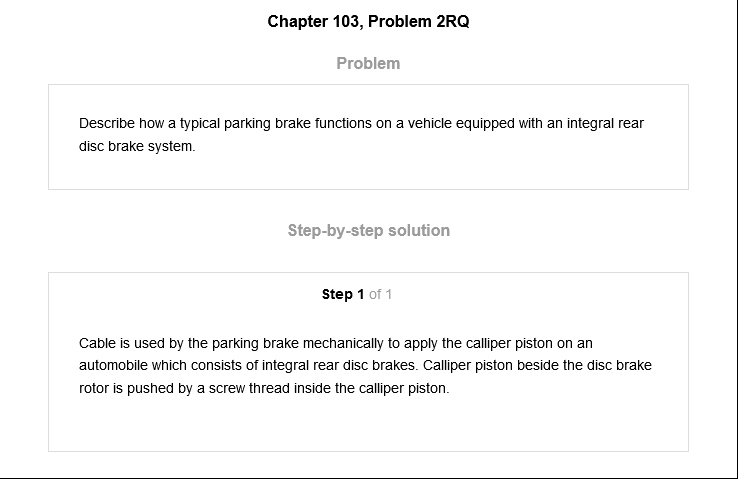 Chapter 103, Problem 2RQ
Problem
Describe how a typical parking brake functions on a vehicle equipped with an integral rear
disc brake system.
Step-by-step solution
Step 1 of 1
Cable is used by the parking brake mechanically to apply the calliper piston on an
automobile which consists of integral rear disc brakes. Calliper piston beside the disc brake
rotor is pushed by a screw thread inside the calliper piston.